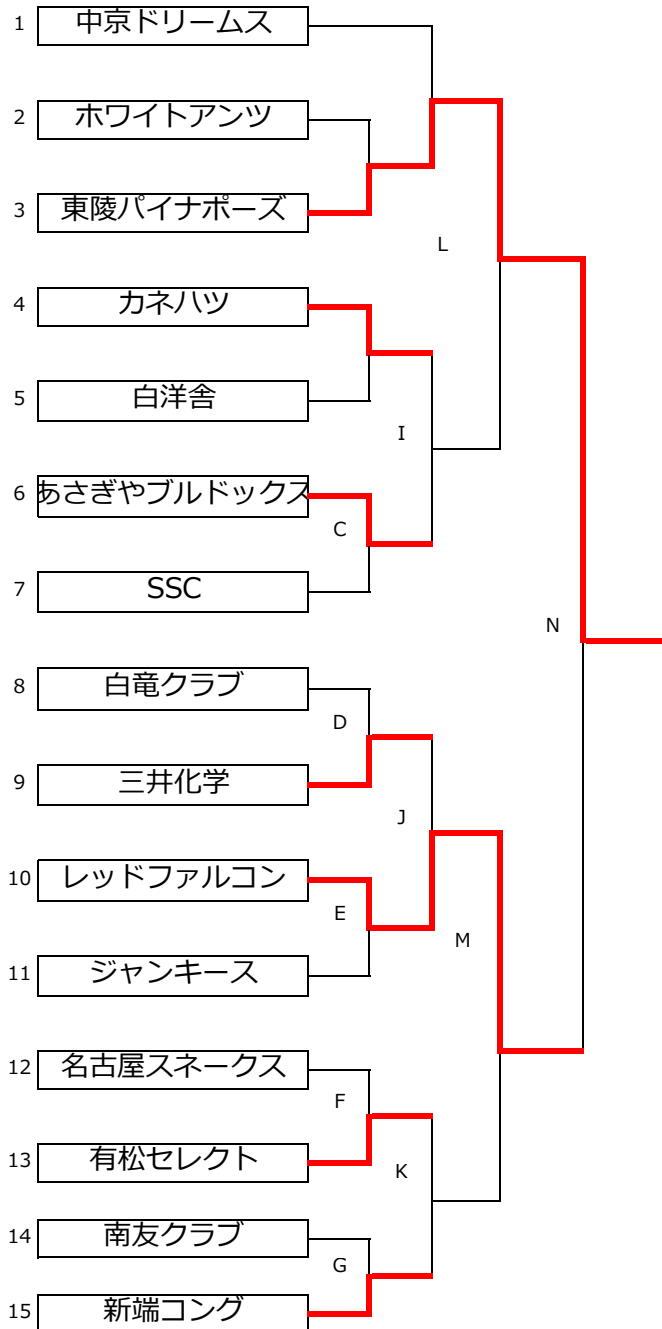 1 中京ドリームス
2 ホワイトアンツ
3 東陵パイナポーズ
L
4 カネハツ
5 白洋舎
I
6 あさぎやブルドックス
C
7 SSC
N
8 白竜クラブ
D
9 三井化学
J
10 レッドファルコン
E
M
11 ジャンキース
12 名古屋スネークス
F
13 有松セレクト
K
14 南友クラブ
G
15 新端コング